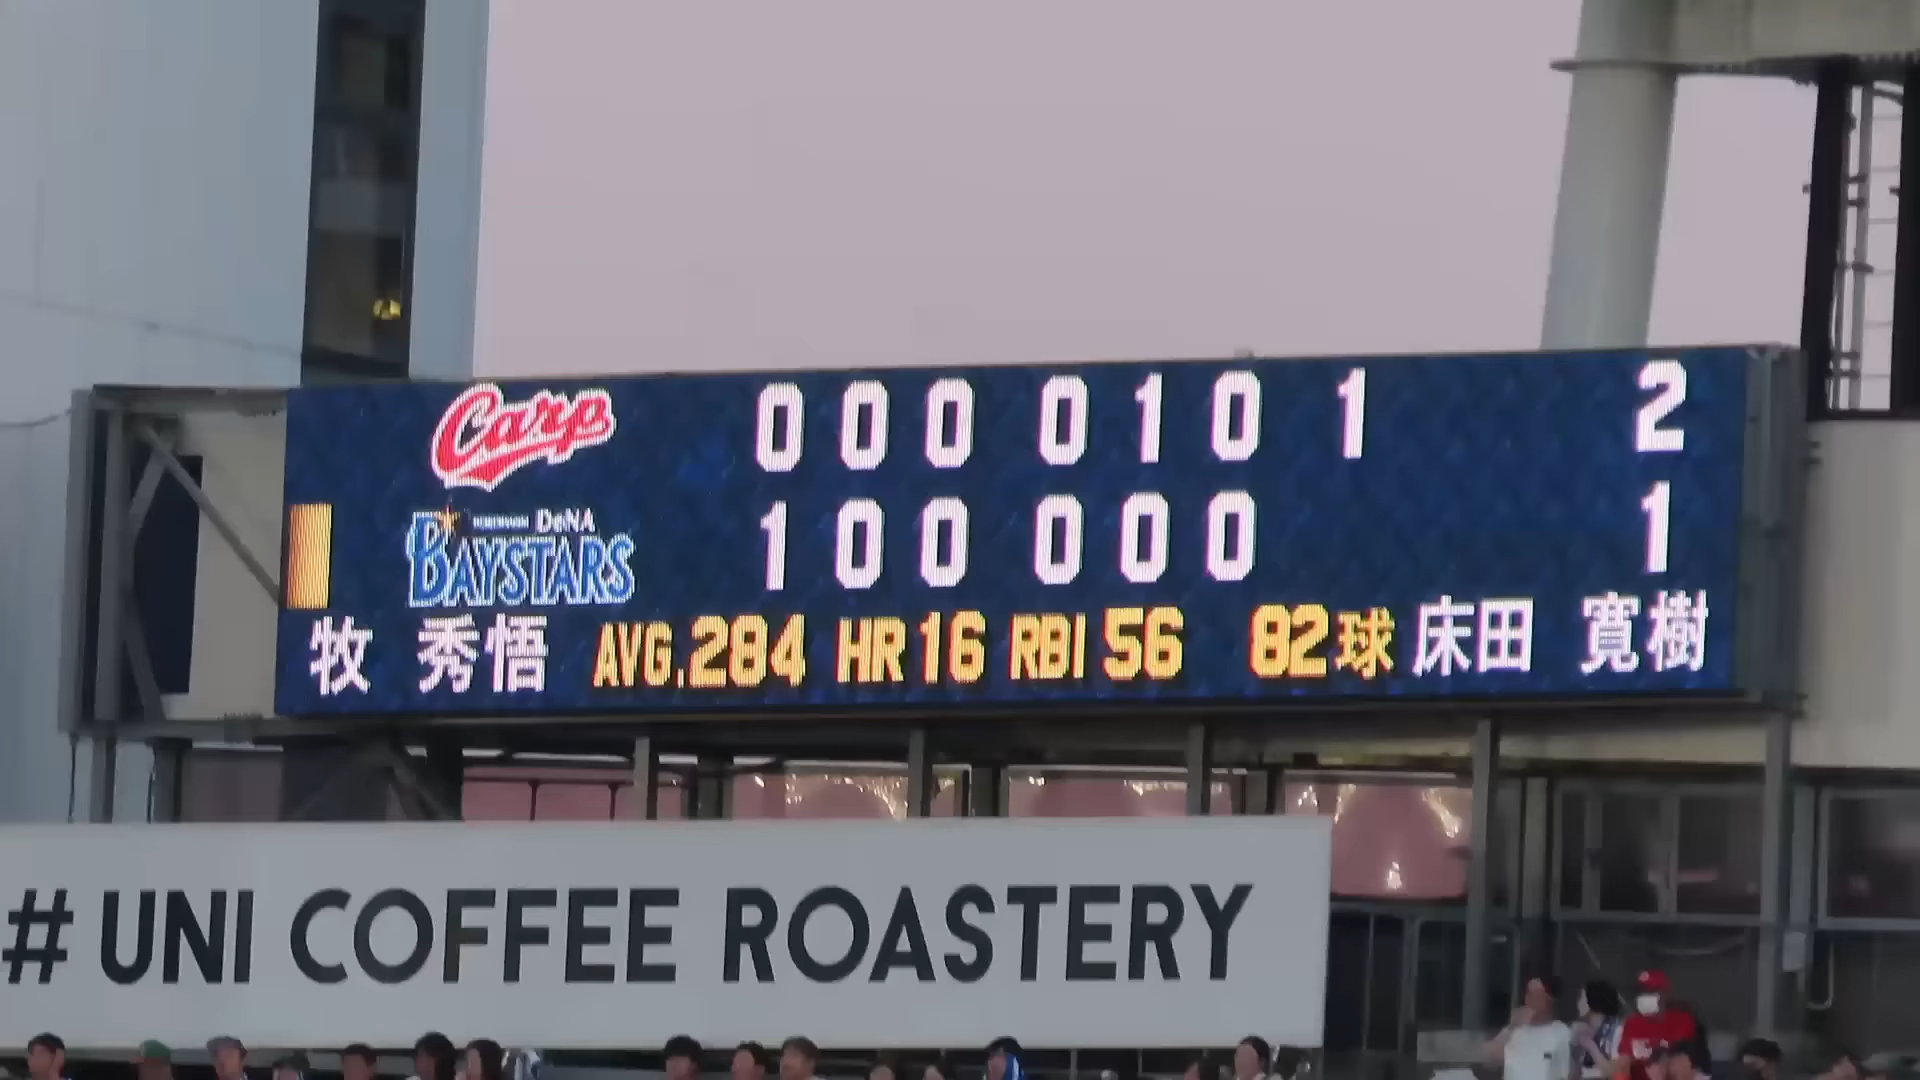 Carp 0 0 0 0 1 0 1 2
DeNA
BAYSTARS 1 0 0 0 0 0 1
牧 秀悟 AVG.284 HR 16 RBI 56 82球 床田 寛樹
# UNI COFFEE ROASTERY